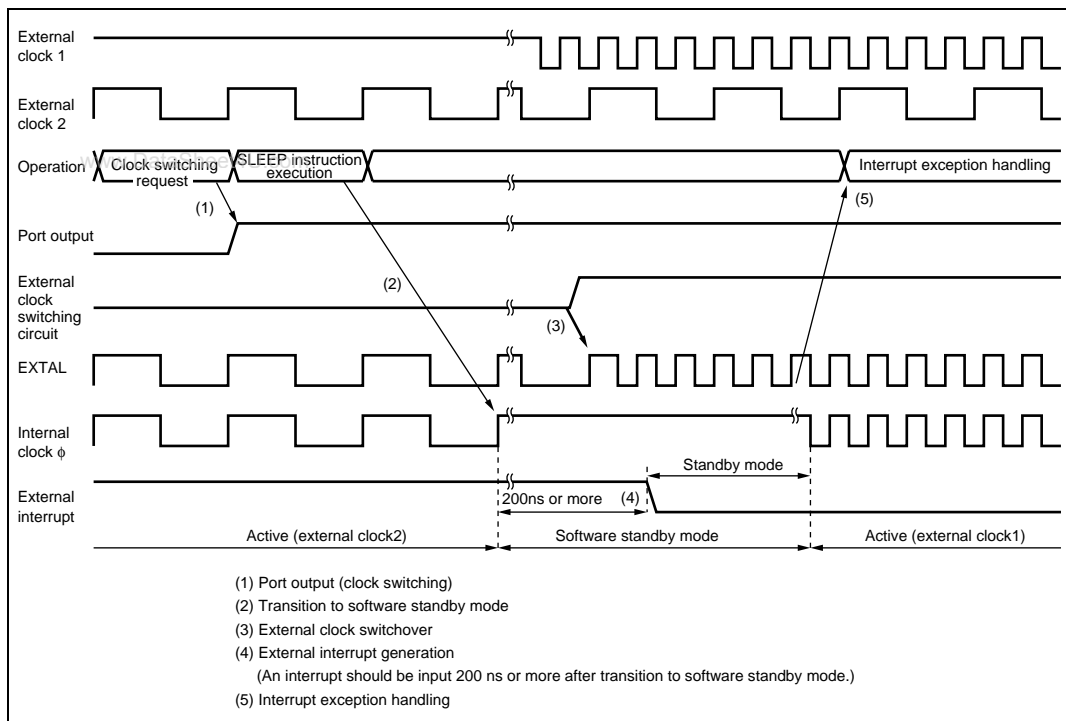 External
clock 1
External
clock 2
www.DataSheet4U.com
Operation
Clock switching
request
SLEEP instruction
execution
Interrupt exception handling
(1)
(5)
Port output
External
clock
switching
circuit
(2)
(3)
EXTAL
Internal
clock φ
Standby mode
External
interrupt
200ns or more
(4)
Active (external clock2)
Software standby mode
Active (external clock1)
(1) Port output (clock switching)
(2) Transition to software standby mode
(3) External clock switchover
(4) External interrupt generation
(An interrupt should be input 200 ns or more after transition to software standby mode.)
(5) Interrupt exception handling